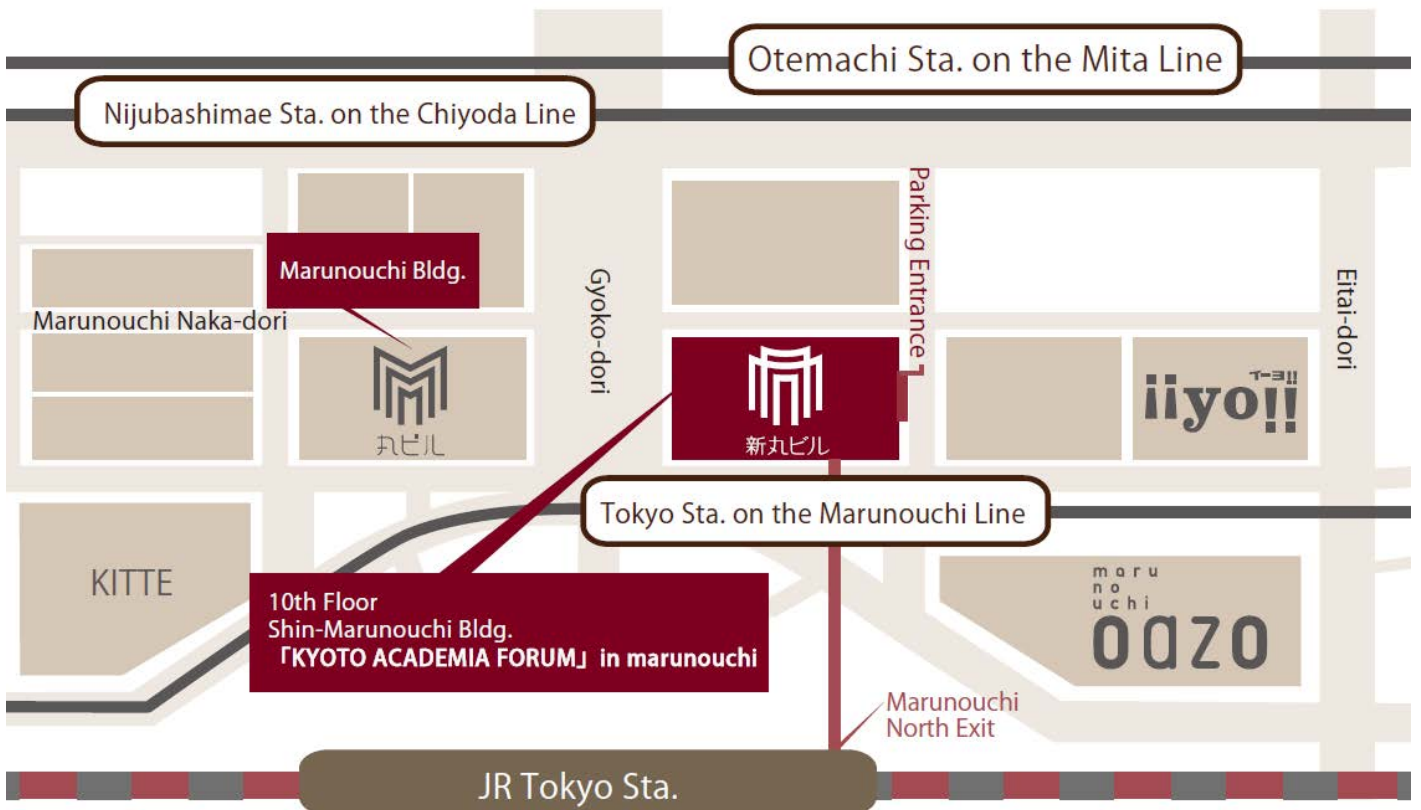 Otemachi Sta. on the Mita Line
Nijubashimae Sta. on the Chiyoda Line
Parking Entrance
Marunouchi Bldg.
Gyoko-dori
Eitai-dori
Marunouchi Naka-dori
丸ビル
新丸ビル
イーヨ!!
iiyo!!
Tokyo Sta. on the Marunouchi Line
KITTE
10th Floor
Shin-Marunouchi Bldg.
「KYOTO ACADEMIA FORUM」 in marunouchi
maru
no
uchi
oazo
Marunouchi
North Exit
JR Tokyo Sta.